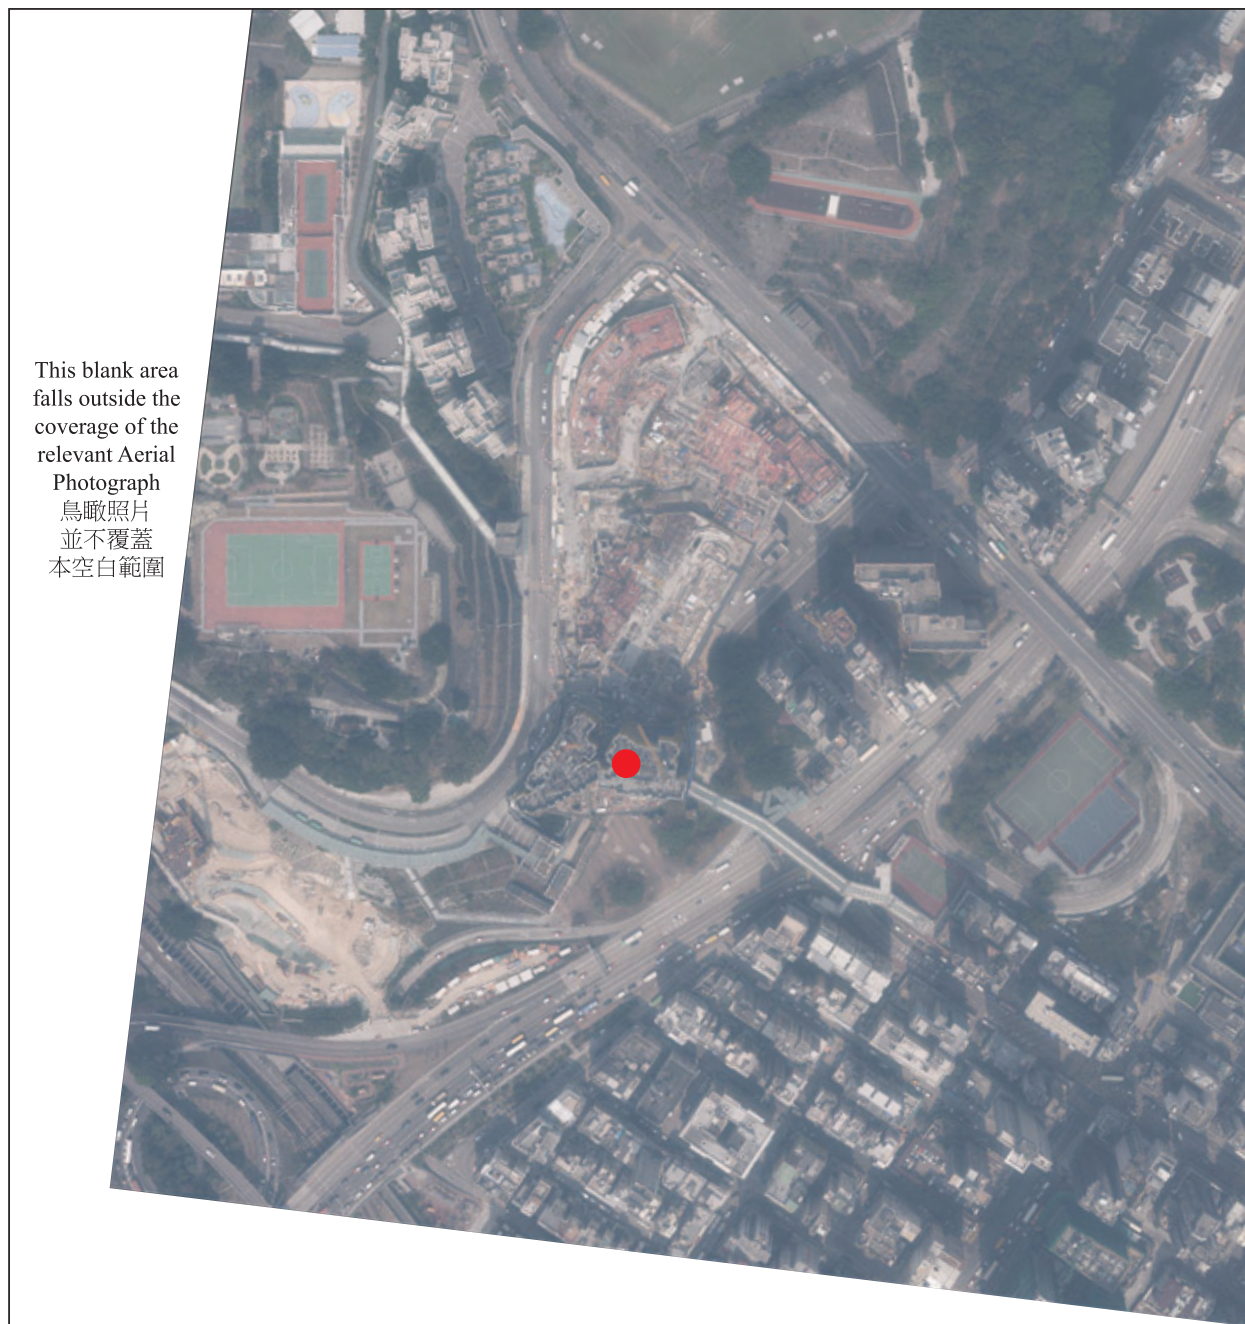 This blank area
falls outside the
coverage of the
relevant Aerial
Photograph
鳥瞰照片
並不覆蓋
本空白範圍